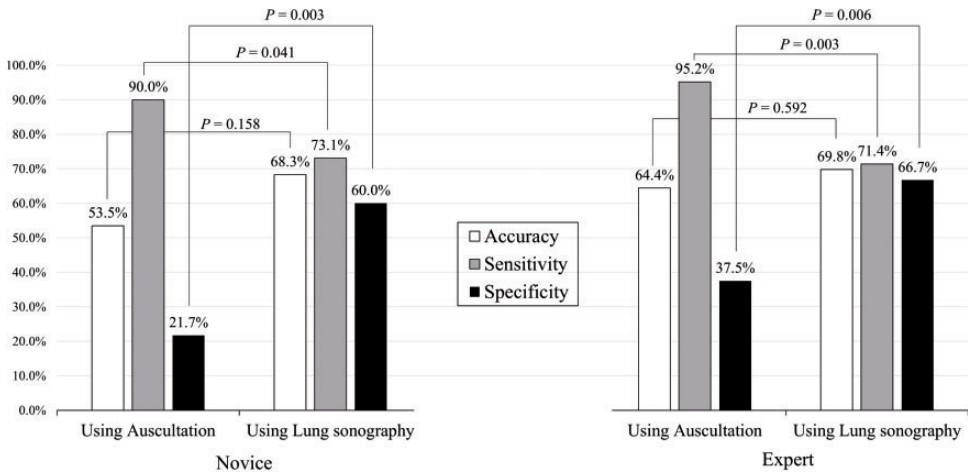 P = 0.003
P = 0.006
P = 0.041
P = 0.003
100.0%
90.0%
95.2%
90.0%
80.0%
P = 0.158
P = 0.592
73.1%
71.4%
70.0%
68.3%
64.4%
69.8%
66.7%
60.0%
53.5%
60.0%
50.0%
Accuracy
40.0%
Sensitivity
37.5%
30.0%
Specificity
20.0%
21.7%
10.0%
0.0%
Using Auscultation
Using Lung sonography
Using Auscultation
Using Lung sonography
Novice
Expert